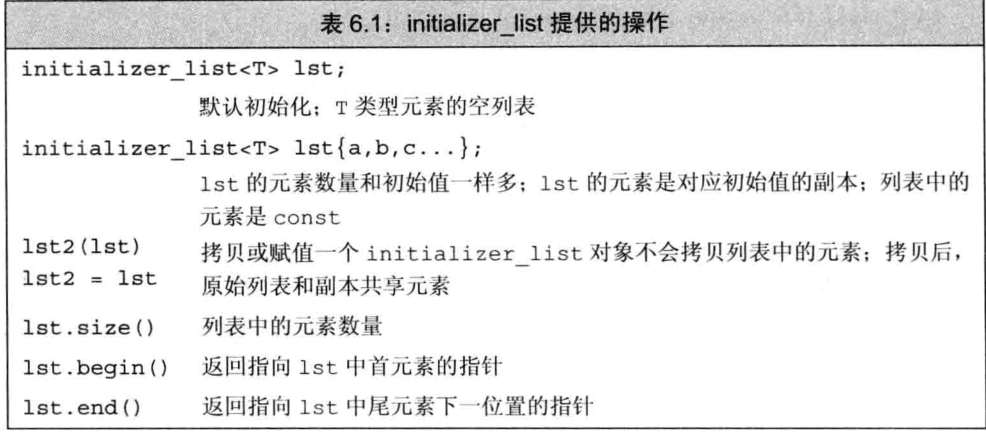 表 6.1：initializer_list 提供的操作
initializer_list<T> lst;
默认初始化；T 类型元素的空列表
initializer_list<T> lst{a,b,c...};
lst 的元素数量和初始值一样多；lst 的元素是对应初始值的副本；列表中的
元素是 const
lst2(lst) 拷贝或赋值一个 initializer_list 对象不会拷贝列表中的元素；拷贝后，
lst2 = lst 原始列表和副本共享元素
lst.size() 列表中的元素数量
lst.begin() 返回指向 lst 中首元素的指针
lst.end() 返回指向 lst 中尾元素下一位置的指针